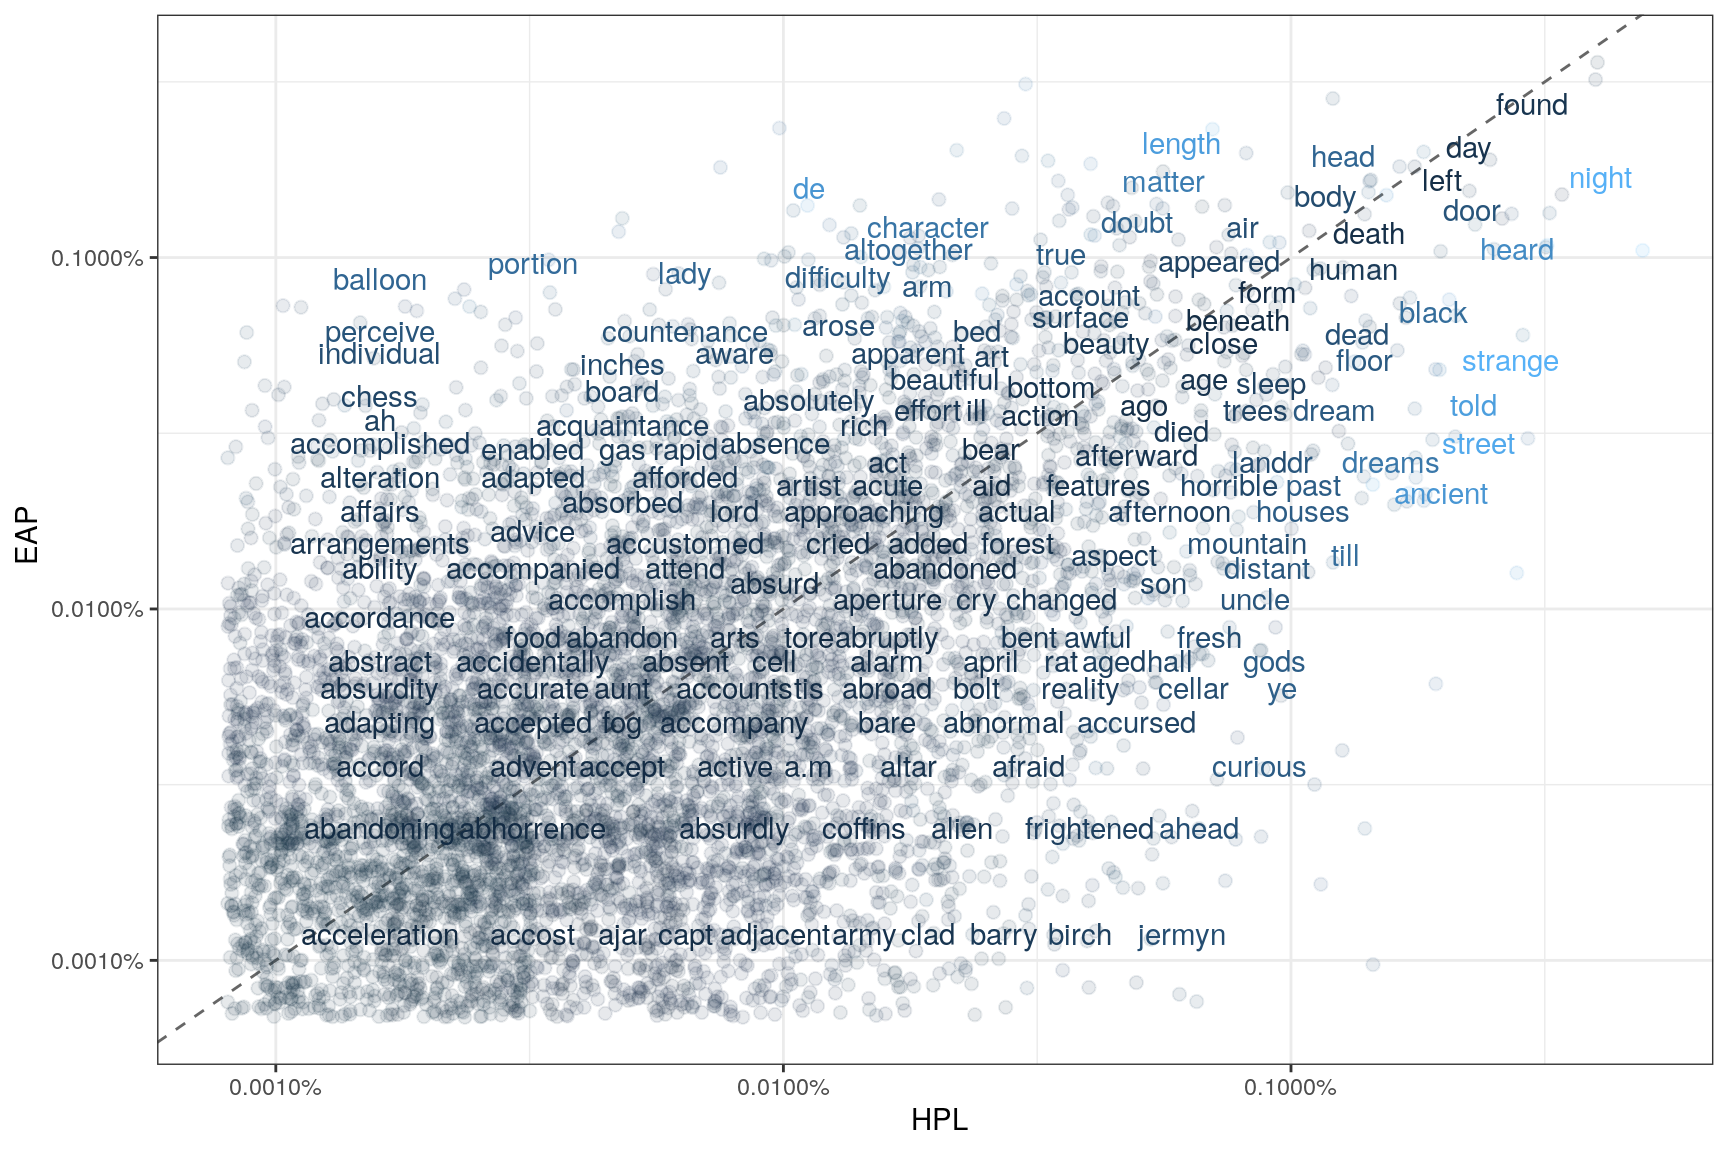 found
length
day
head
night
matter
left
de
body
door
doubt
character
air
death
altogether
true
heard
portion
appeared
human
balloon
lady
difficulty
arm
form
account
black
surface
beneath
arose
perceive
countenance
bed
dead
beauty
close
individual
aware
apparent
art
floor
strange
inches
beautiful
age
sleep
bottom
board
chess
absolutely
ago
told
effort
ill
action
trees
dream
ah
acquaintance
rich
died
accomplished
absence
street
enabled
gas
rapid
bear
afterward
act
landdr
dreams
alteration
adapted
afforded
artist
acute
aid
features
horrible
past
ancient
absorbed
affairs
lord
approaching
actual
afternoon
houses
advice
arrangements
accustomed
cried
added
forest
mountain
aspect
till
ability
accompanied
attend
abandoned
distant
absurd
son
accomplish
aperture
cry
changed
uncle
accordance
food
abandon
arts
tore
abruptly
bent
awful
fresh
abstract
accidentally
absent
cell
alarm
april
rat
aged
hall
gods
absurdity
accurate
aunt
accounts
tis
abroad
bolt
reality
cellar
ye
adapting
accepted
fog
accompany
bare
abnormal
accursed
accord
advent
accept
active
a.m
altar
afraid
curious
abandoning
abhorrence
absurdly
coffins
alien
frightened
ahead
acceleration
accost
ajar
capt
adjacent
army
clad
barry
birch
jermyn
0.1000%
0.0100%
0.0010%
EAP
0.0010%
0.0100%
0.1000%
HPL